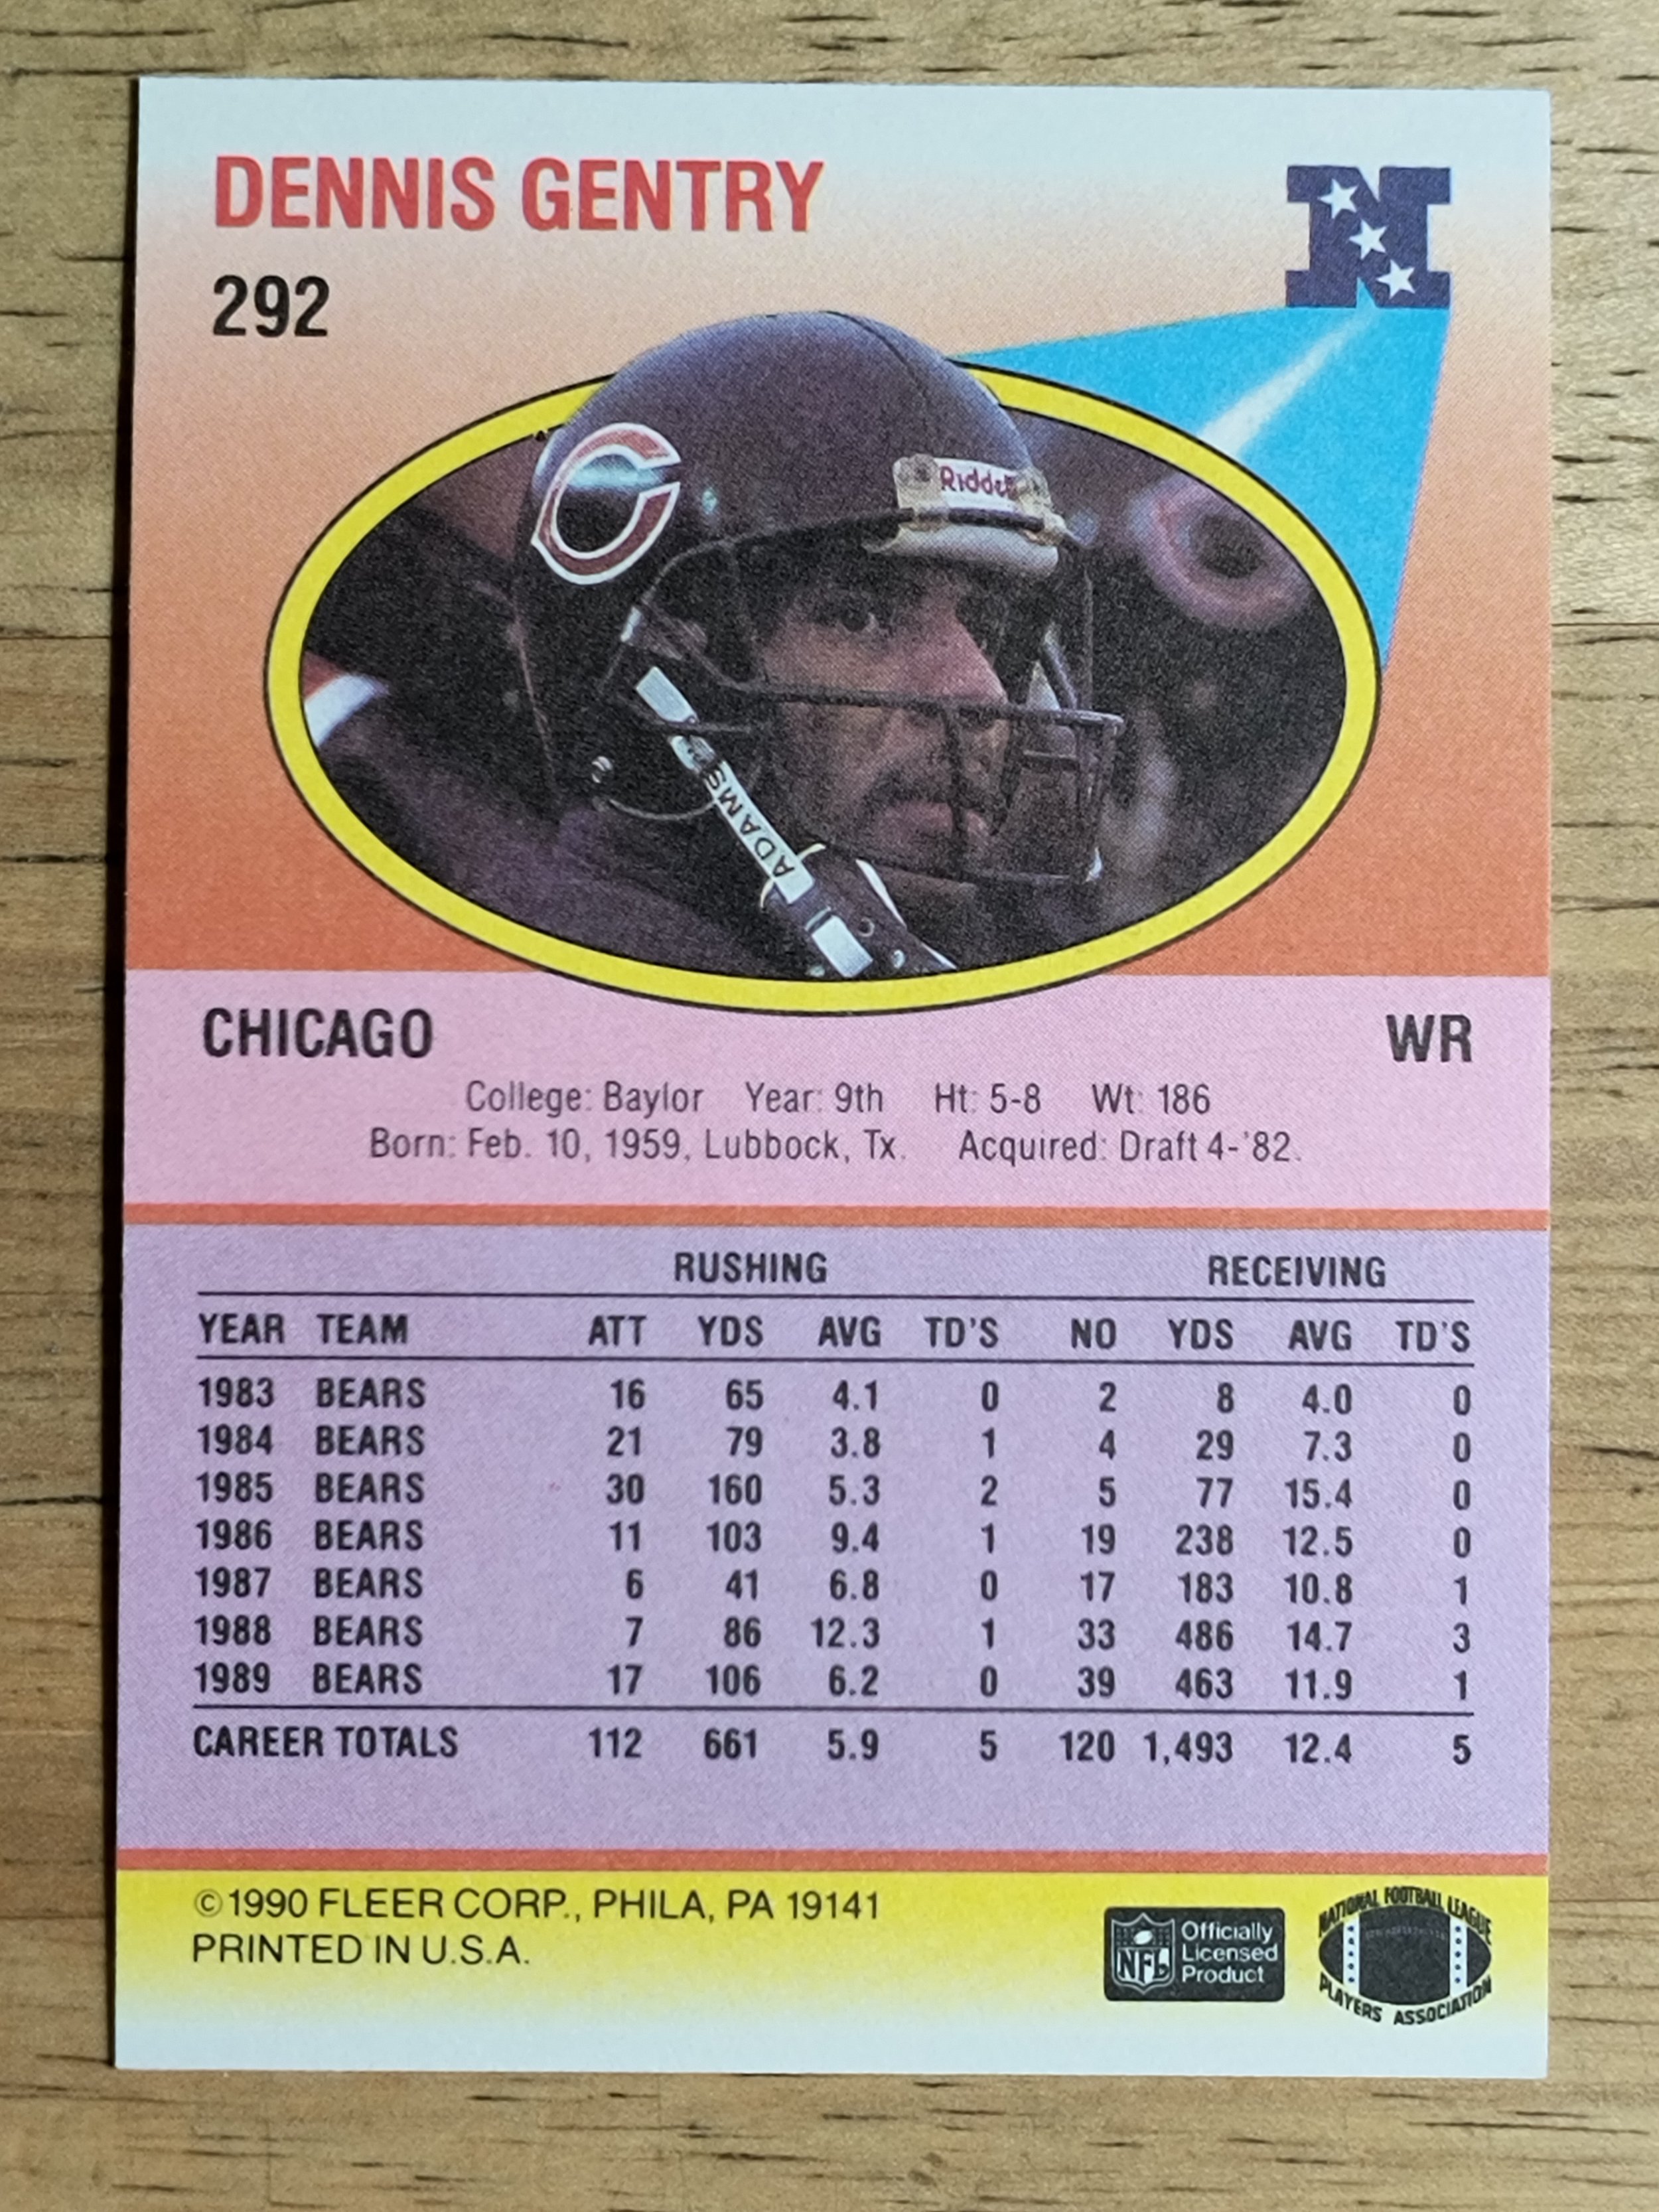 DENNIS GENTRY
292
Riddell
ADAMS
CHICAGO WR
College: Baylor Year: 9th Ht: 5-8 Wt: 186
Born: Feb. 10, 1959, Lubbock, Tx. Acquired: Draft 4-'82.
RUSHING RECEIVING
YEAR TEAM ATT YDS AVG TD'S NO YDS AVG TD'S
1983 BEARS 16 65 4.1 0 2 8 4.0 0
1984 BEARS 21 79 3.8 1 4 29 7.3 0
1985 BEARS 30 160 5.3 2 5 77 15.4 0
1986 BEARS 11 103 9.4 1 19 238 12.5 0
1987 BEARS 6 41 6.8 0 17 183 10.8 1
1988 BEARS 7 86 12.3 1 33 486 14.7 3
1989 BEARS 17 106 6.2 0 39 463 11.9 1
CAREER TOTALS 112 661 5.9 5 120 1,493 12.4 5
©1990 FLEER CORP., PHILA, PA 19141
PRINTED IN U.S.A.
NFL
Officially
Licensed
Product
NATIONAL FOOTBALL LEAGUE
PLAYERS ASSOCIATION